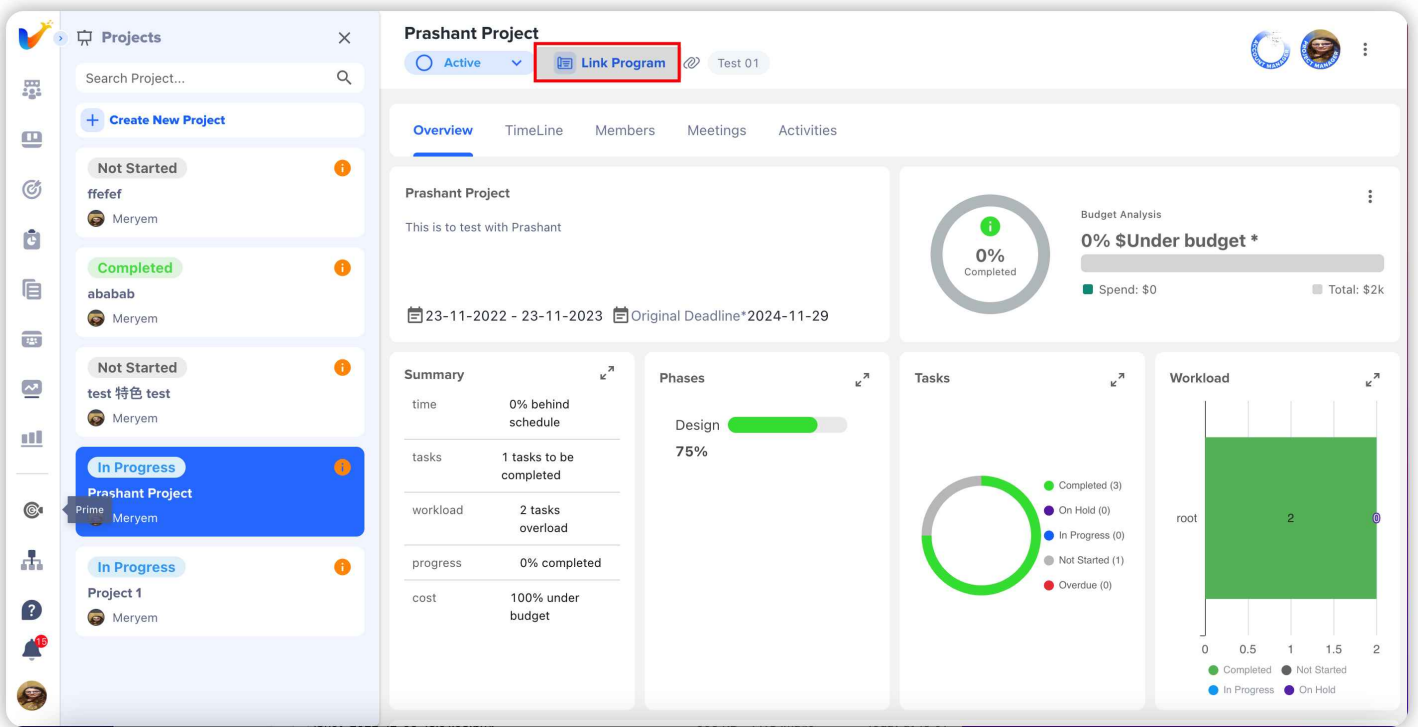 Projects
Search Project...
Create New Project
Not Started
ffefef
Meryem
Completed
ababab
Meryem
Not Started
test 特色 test
Meryem
In Progress
Prashant Project
Prime
Meryem
In Progress
Project 1
Meryem
?
15
Prashant Project
Active
Link Program
Test 01
ACCOUNT MANAGER
PROJECT MANAGER
Overview TimeLine Members Meetings Activities
Prashant Project
This is to test with Prashant
23-11-2022 - 23-11-2023 Original Deadline*2024-11-29
0%
Completed
Budget Analysis
0% $Under budget *
Spend: $0 Total: $2k
Summary
time 0% behind
schedule
tasks 1 tasks to be
completed
workload 2 tasks
overload
progress 0% completed
cost 100% under
budget
Phases
Design
75%
Tasks
Completed (3)
On Hold (0)
In Progress (0)
Not Started (1)
Overdue (0)
Workload
root 2 0
0 0.5 1 1.5 2
Completed Not Started
In Progress On Hold